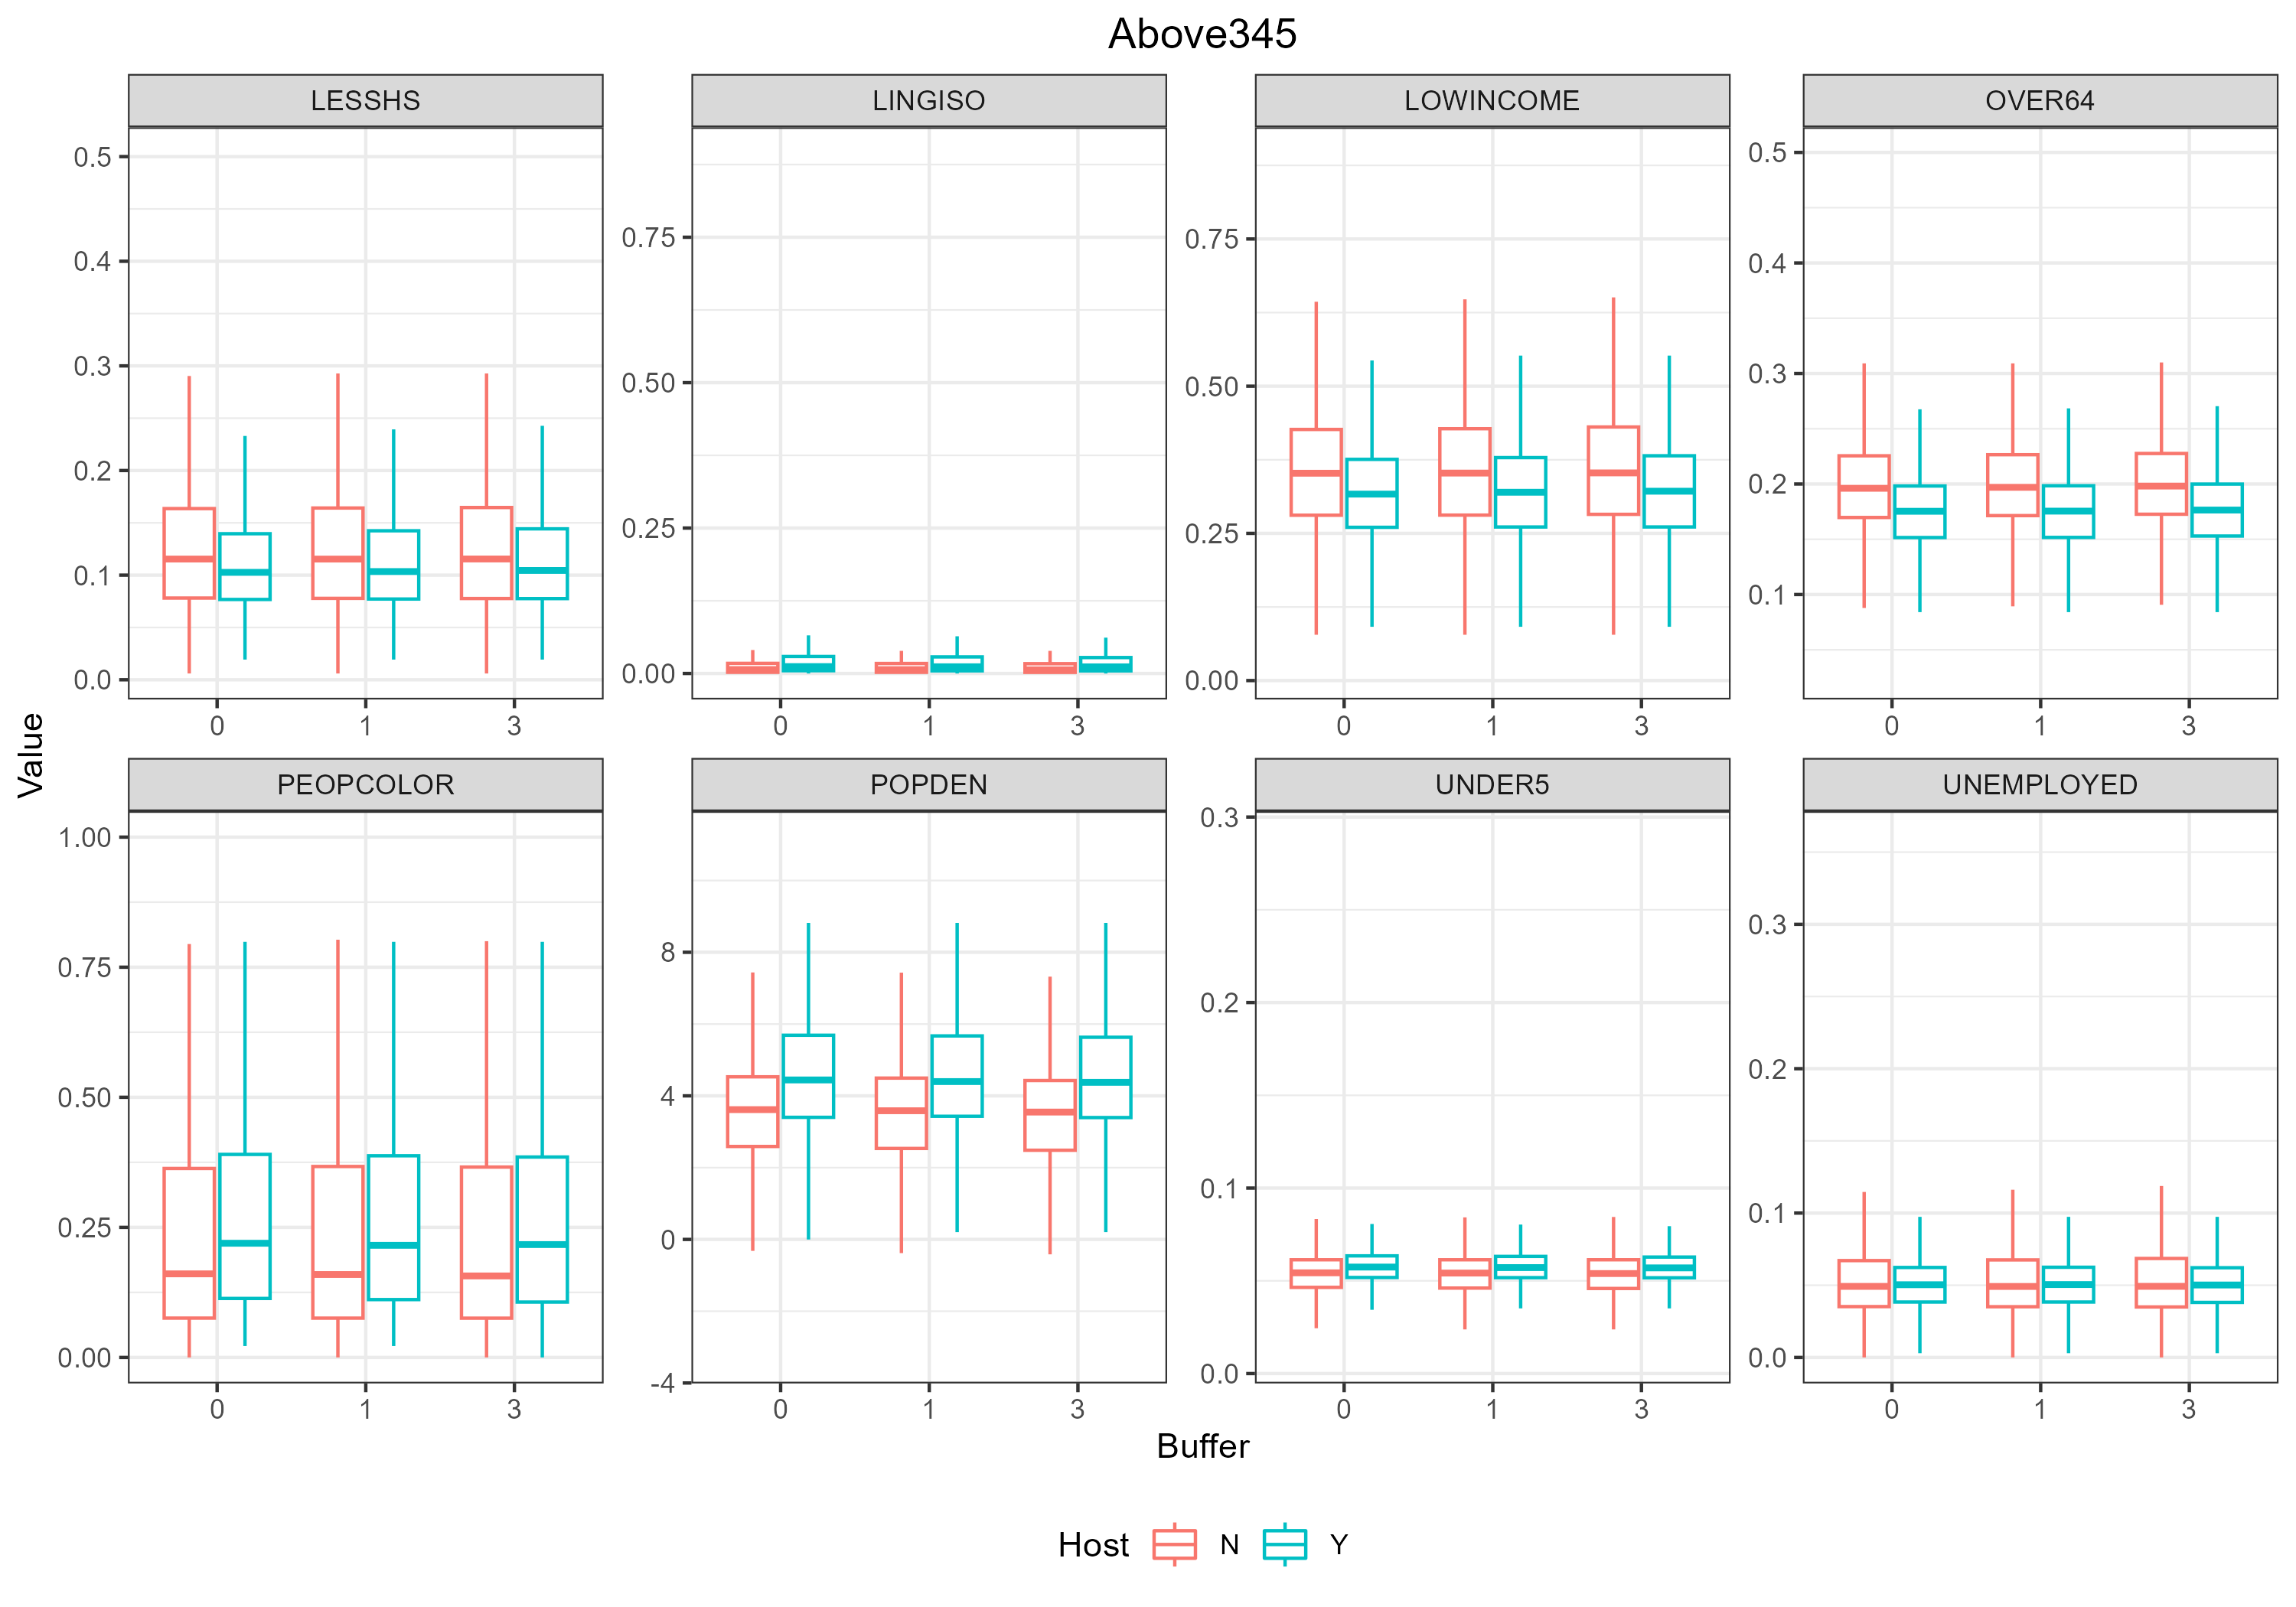 Above345
LESSHS LINGISO LOWINCOME OVER64
0.5 0.4 0.3 0.2 0.1 0.0
0.75 0.50 0.25 0.00
0.75 0.50 0.25 0.00
0.5 0.4 0.3 0.2 0.1
0 1 3 0 1 3 0 1 3 0 1 3
Value
PEOPCOLOR POPDEN UNDER5 UNEMPLOYED
1.00 0.75 0.50 0.25 0.00
8 4 0 -4
0.3 0.2 0.1 0.0
0.3 0.2 0.1 0.0
0 1 3 0 1 3 0 1 3 0 1 3
Buffer
Host N Y